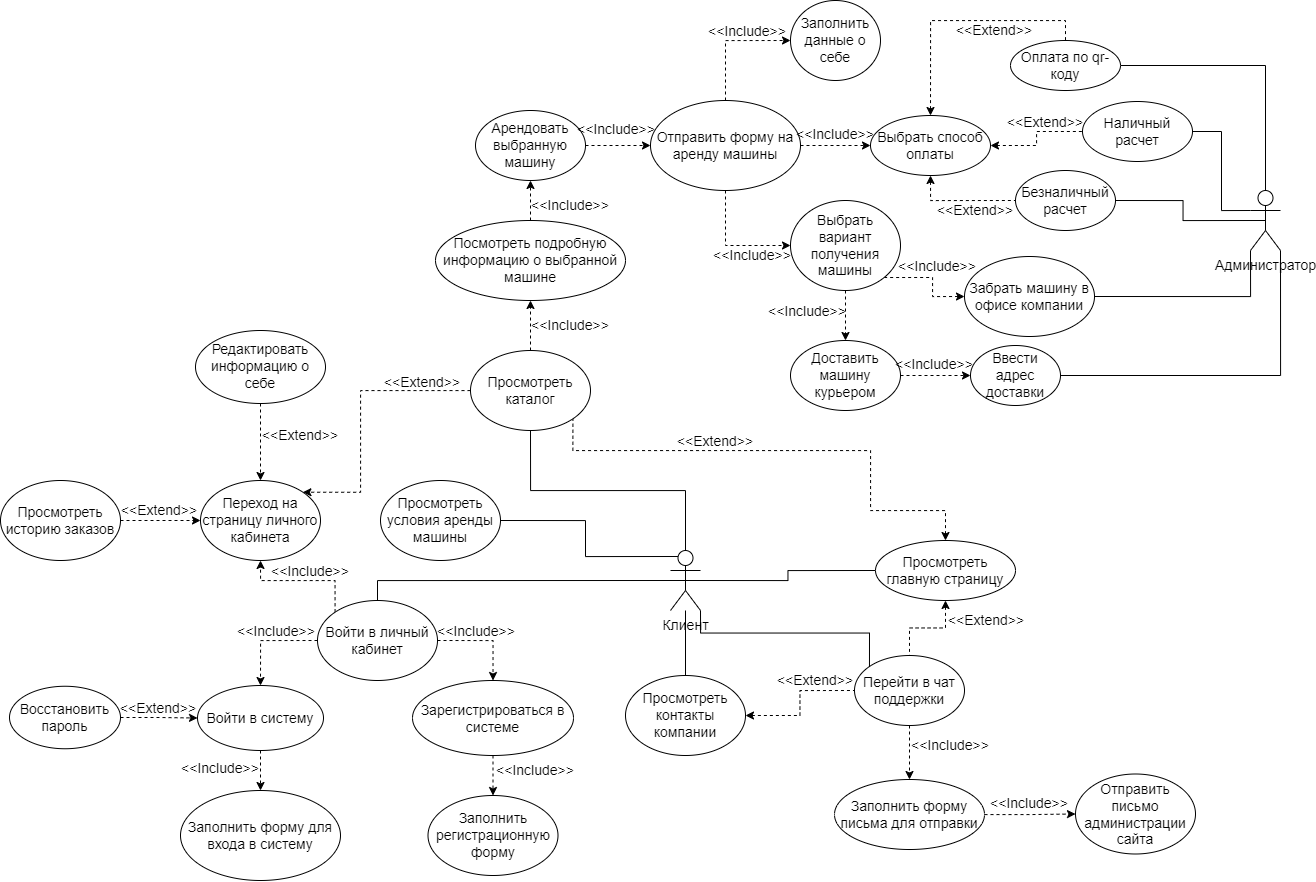 Заполнить
данные о
себе
<<Include>>
<<Extend>>
Оплата по qr-
коду
Арендовать
выбранную
машину
<<Include>>
Отправить форму на
аренду машины
<<Include>>
Выбрать способ
оплаты
<<Extend>>
Наличный
расчет
<<Extend>>
Безналичный
расчет
<<Include>>
Посмотреть подробную
информацию о выбранной
машине
<<Include>>
Выбрать
вариант
получения
машины
<<Include>>
Забрать машину в
офисе компании
Администратор
<<Include>>
<<Include>>
Доставить
машину
курьером
<<Include>>
Ввести
адрес
доставки
Редактировать
информацию о
себе
<<Extend>>
Просмотреть
каталог
<<Extend>>
<<Extend>>
Просмотреть
историю заказов
<<Extend>>
Переход на
страницу личного
кабинета
Просмотреть
условия аренды
машины
<<Include>>
Просмотреть
главную страницу
<<Extend>>
Клиент
<<Include>>
Войти в личный
кабинет
<<Include>>
Восстановить
пароль
<<Extend>>
Войти в систему
Зарегистрироваться в
системе
Просмотреть
контакты
компании
<<Extend>>
Перейти в чат
поддержки
<<Include>>
<<Include>>
<<Include>>
Заполнить форму для
входа в систему
Заполнить
регистрационную
форму
Заполнить форму
письма для отправки
<<Include>>
Отправить
письмо
администрации
сайта